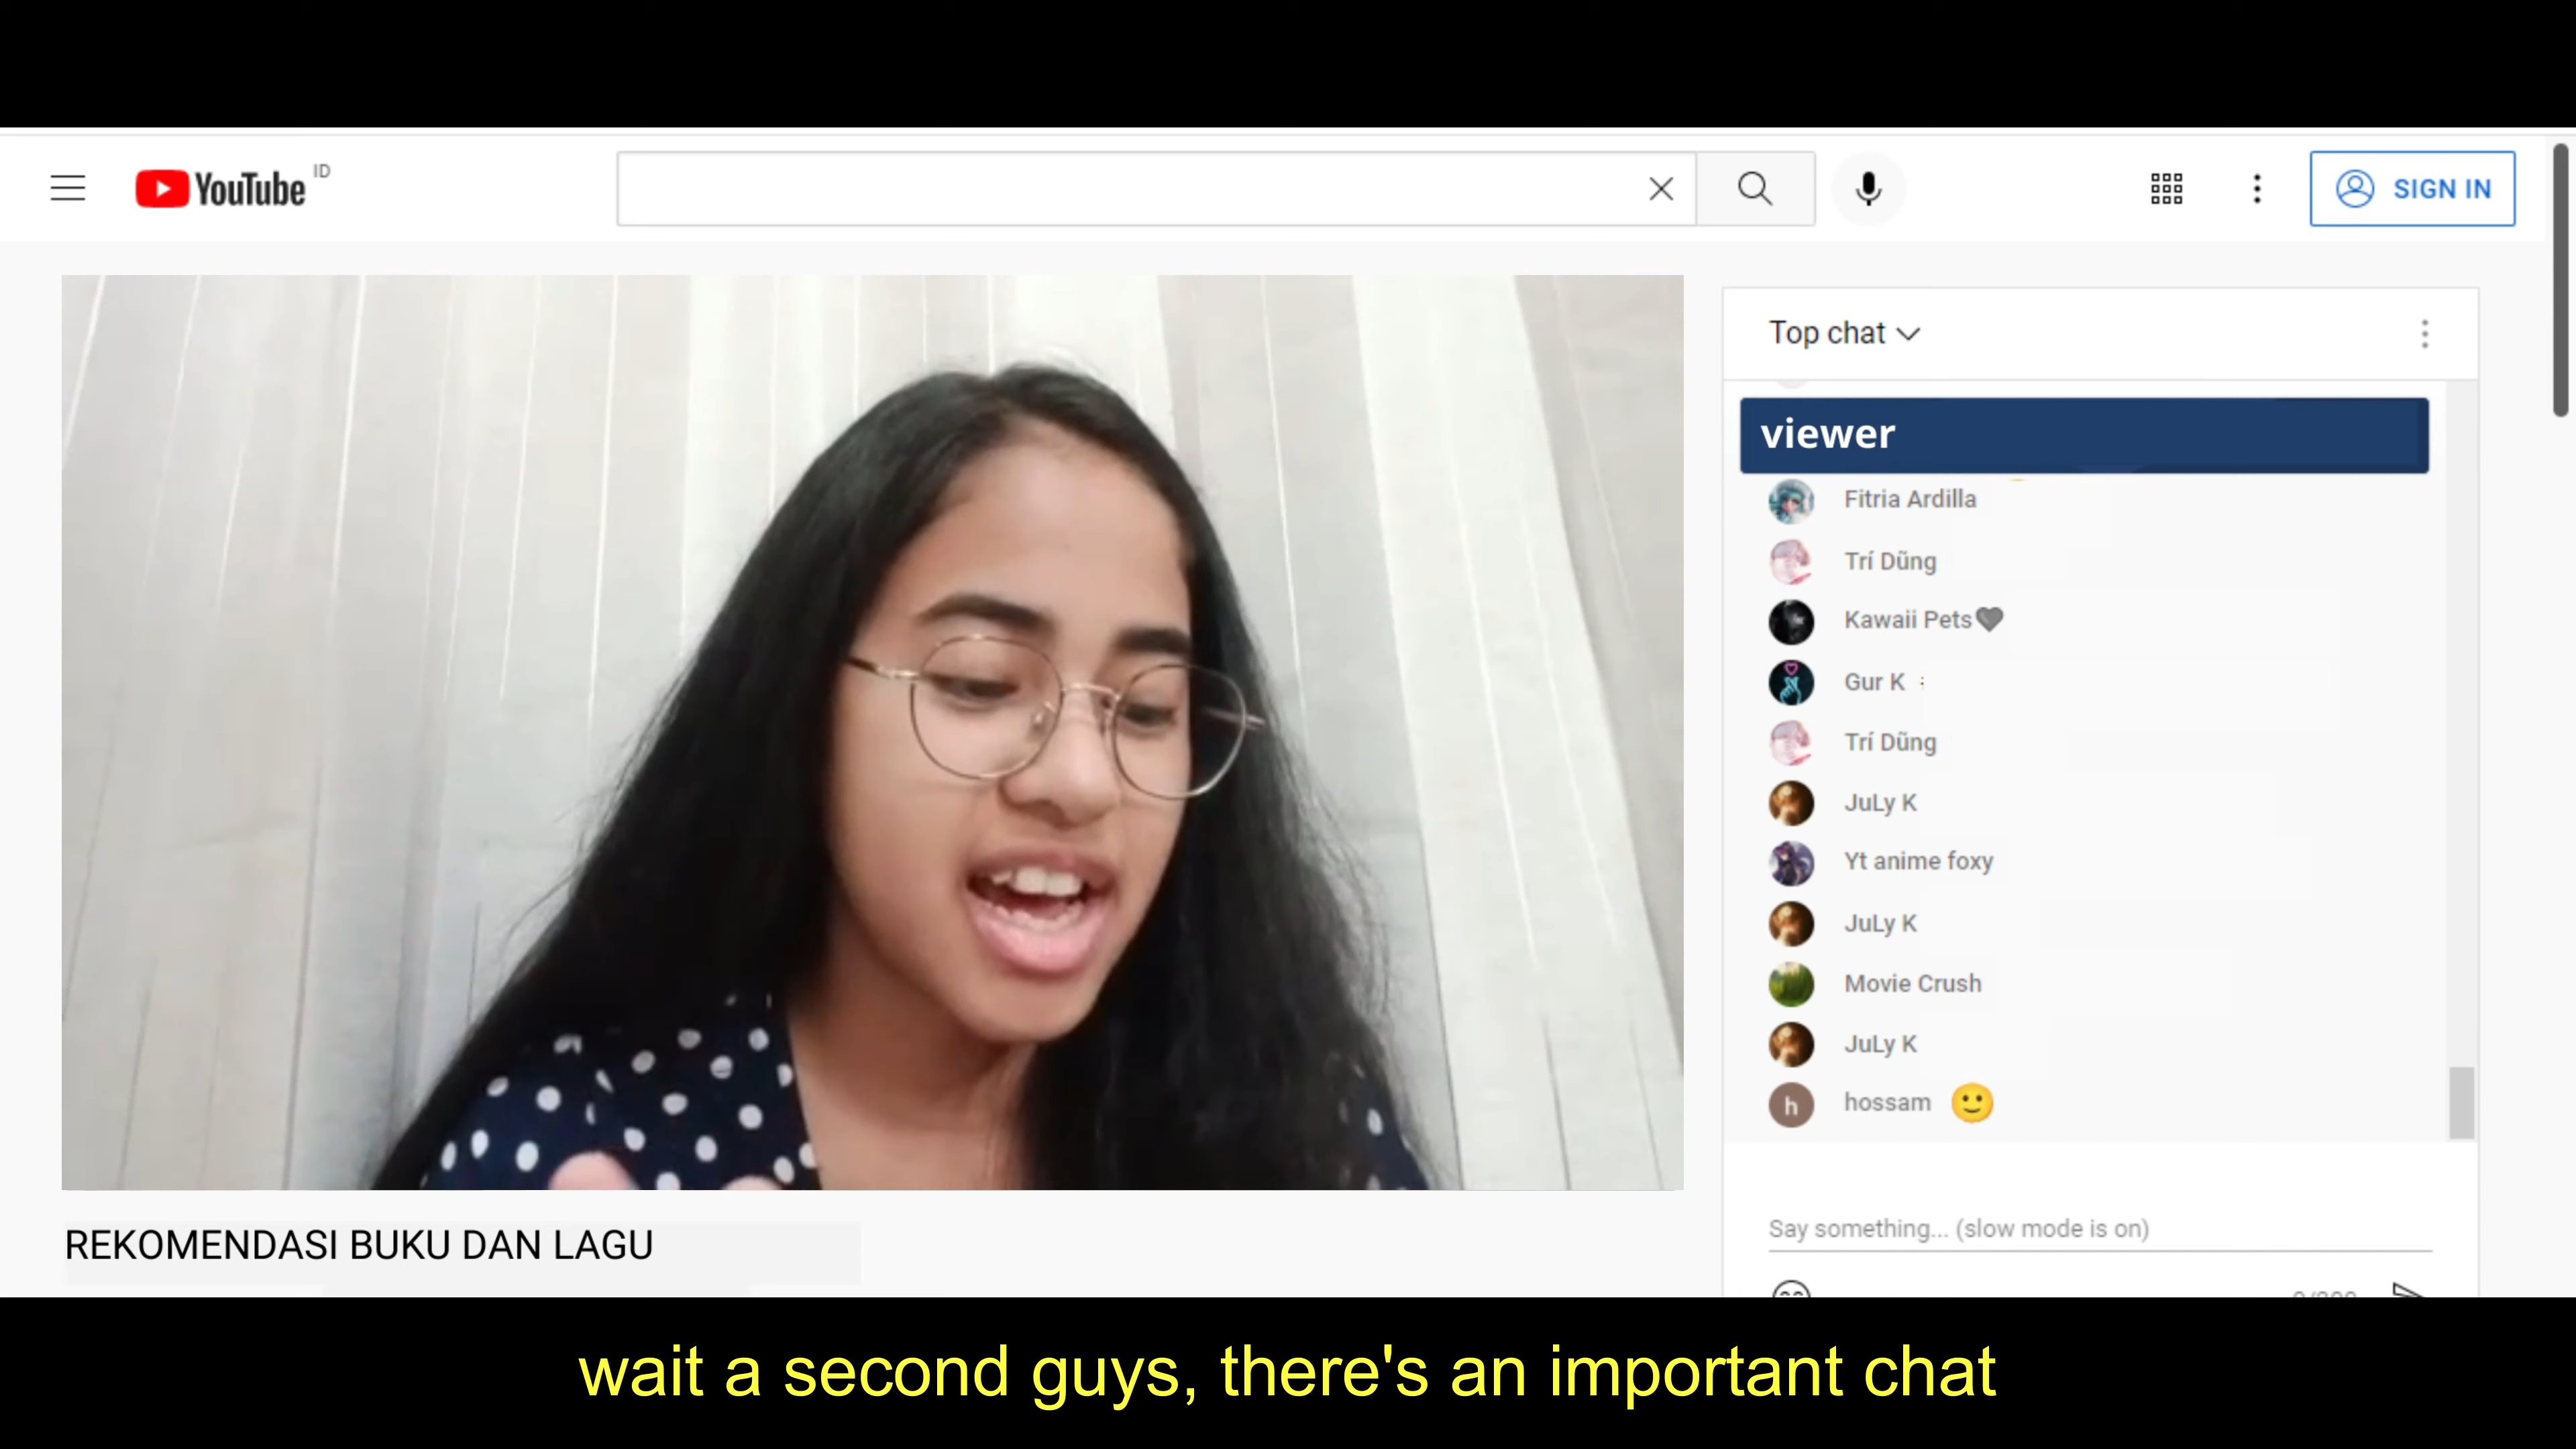 YouTube ID
SIGN IN
Top chat
viewer
Fitria Ardilla
Trí Dũng
Kawaii Pets🖤
Gur K
Trí Dũng
JuLy K
Yt anime foxy
JuLy K
Movie Crush
JuLy K
h hossam 🙂
Say something... (slow mode is on)
REKOMENDASI BUKU DAN LAGU
wait a second guys, there's an important chat